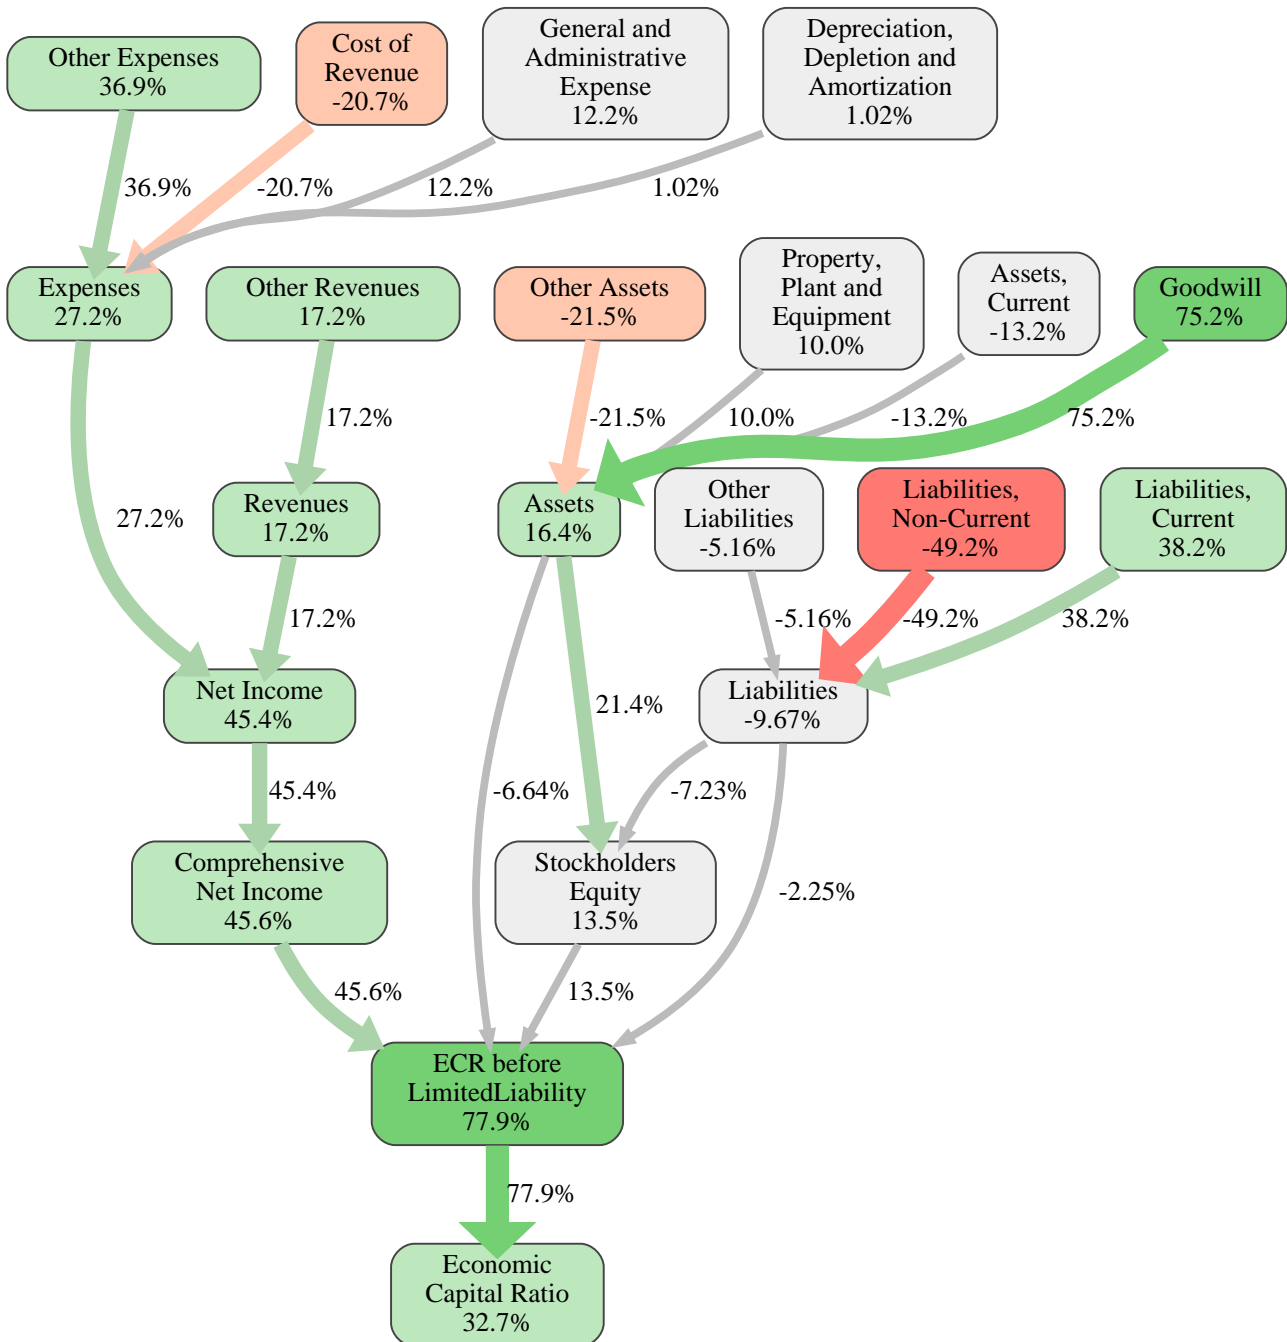 Other Expenses
36.9%
Cost of
Revenue
-20.7%
General and
Administrative
Expense
12.2%
Depreciation,
Depletion and
Amortization
1.02%
36.9%
-20.7%
12.2%
1.02%
Expenses
27.2%
Other Revenues
17.2%
Other Assets
-21.5%
Property,
Plant and
Equipment
10.0%
Assets,
Current
-13.2%
Goodwill
75.2%
17.2%
-21.5%
10.0%
-13.2%
75.2%
27.2%
Revenues
17.2%
Assets
16.4%
Other
Liabilities
-5.16%
Liabilities,
Non-Current
-49.2%
Liabilities,
Current
38.2%
17.2%
-5.16%
-49.2%
38.2%
Net Income
45.4%
21.4%
Liabilities
-9.67%
45.4%
-6.64%
-7.23%
Comprehensive
Net Income
45.6%
Stockholders
Equity
13.5%
-2.25%
45.6%
13.5%
ECR before
LimitedLiability
77.9%
77.9%
Economic
Capital Ratio
32.7%